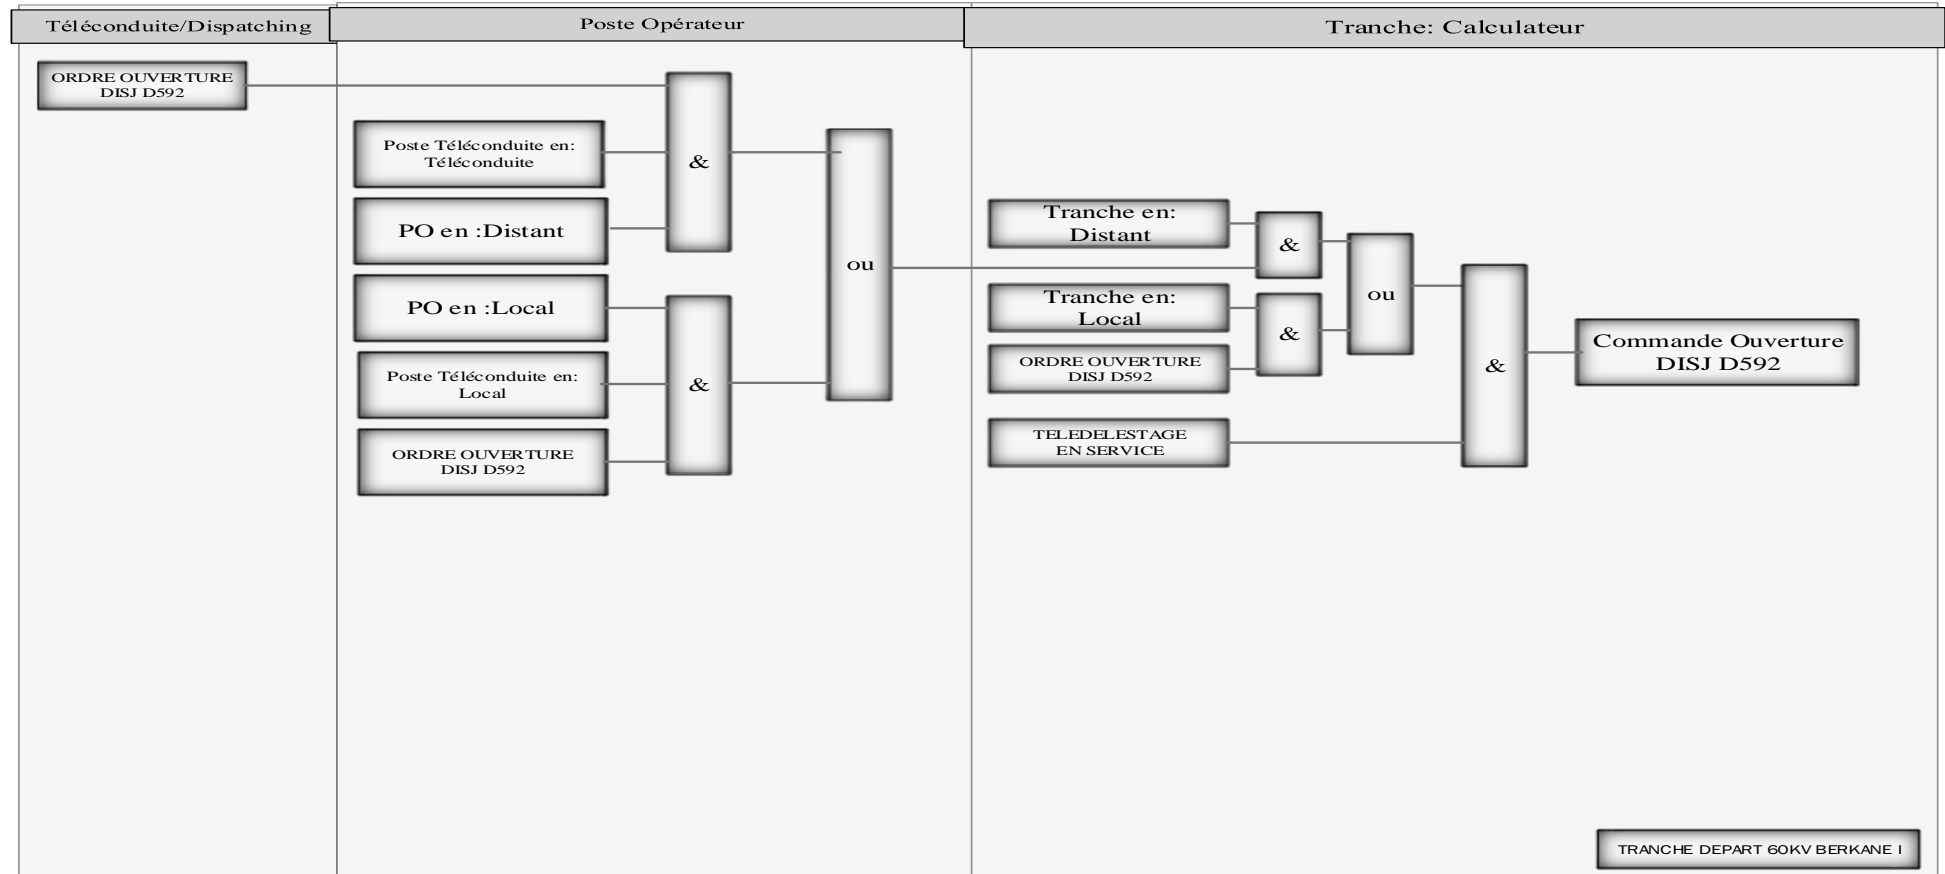 Téléconduite/Dispatching
Poste Opérateur
Tranche: Calculateur
ORDRE OUVERTURE
DISJ D592
Poste Téléconduite en:
Téléconduite
&
PO en :Distant
PO en :Local
Poste Téléconduite en:
Local
&
ORDRE OUVERTURE
DISJ D592
ou
Tranche en:
Distant
&
Tranche en:
Local
&
ORDRE OUVERTURE
DISJ D592
ou
TELEDELESTAGE
EN SERVICE
&
Commande Ouverture
DISJ D592
TRANCHE DEPART 60KV BERKANE I